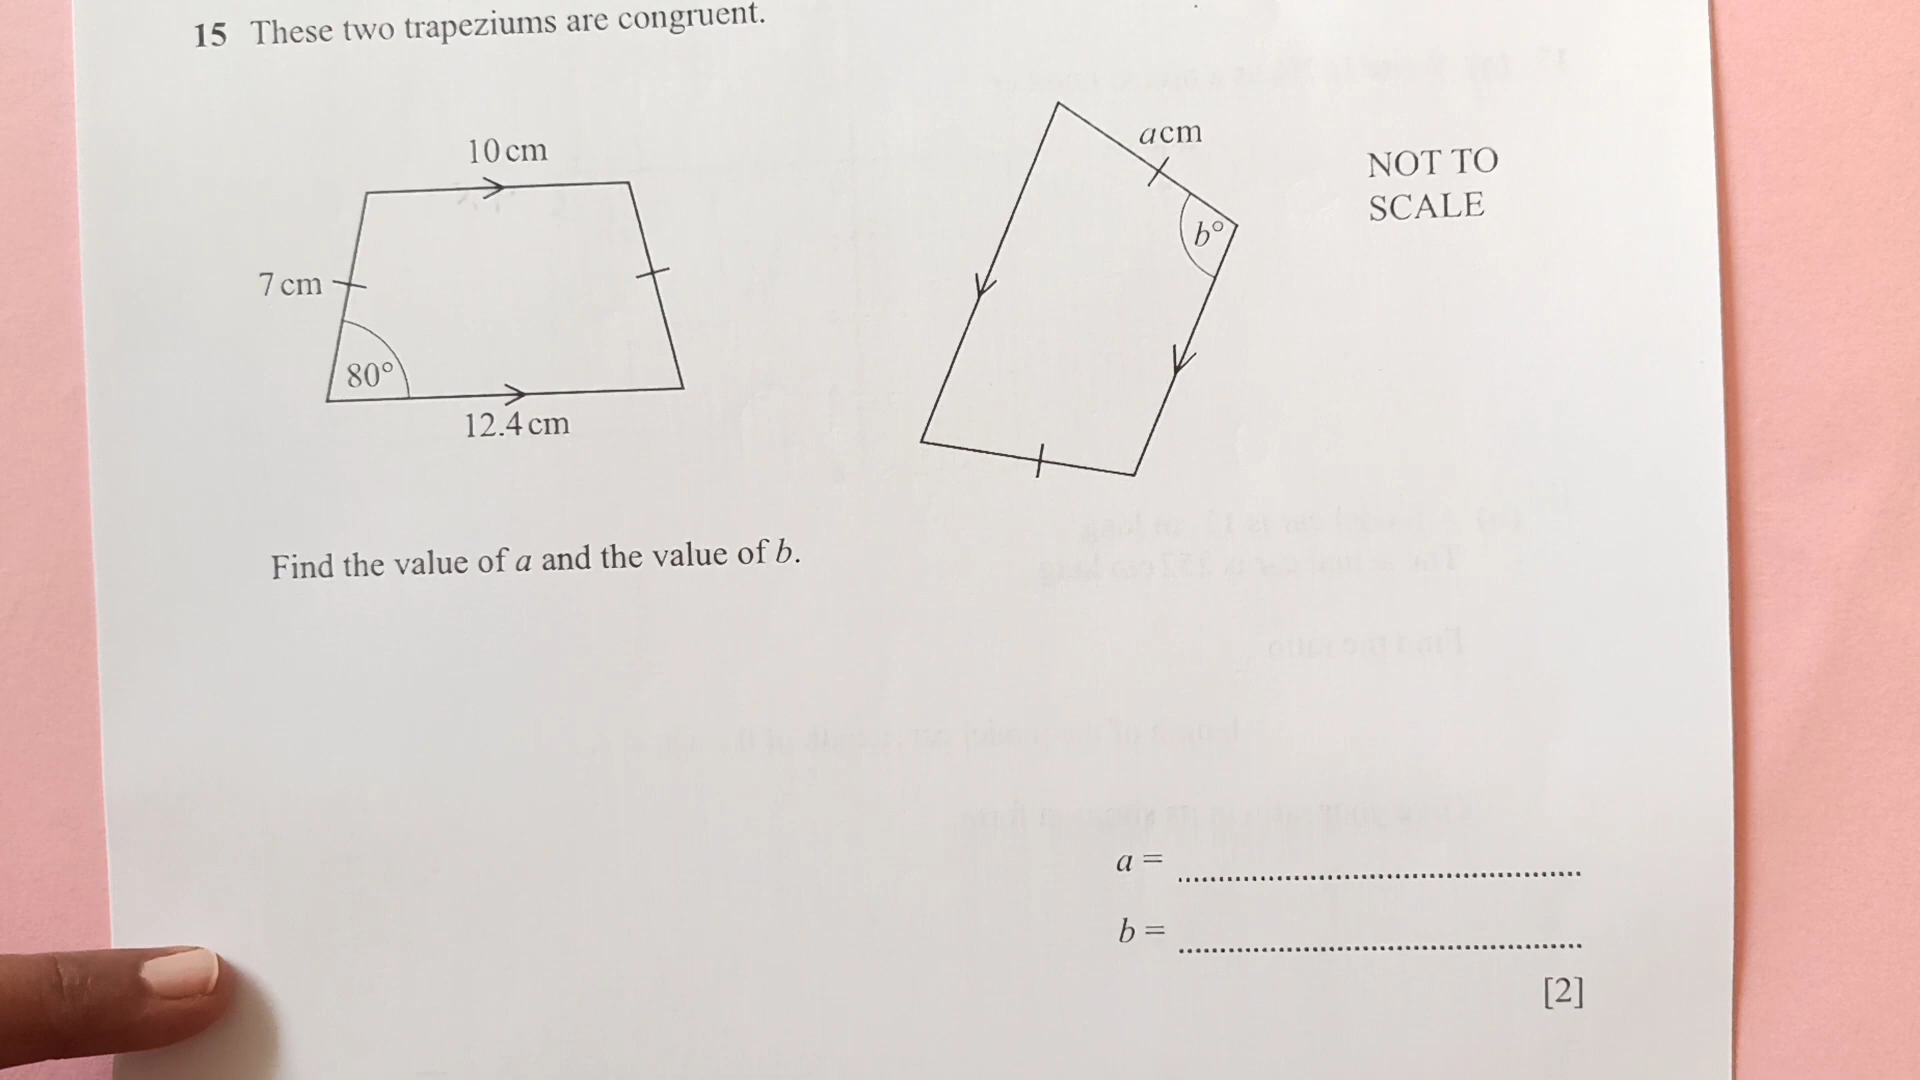 15 These two trapeziums are congruent.
10 cm
7 cm
80°
12.4 cm
a cm
b°
NOT TO
SCALE
Find the value of a and the value of b.
a = ..................................................
b = ..................................................
[2]